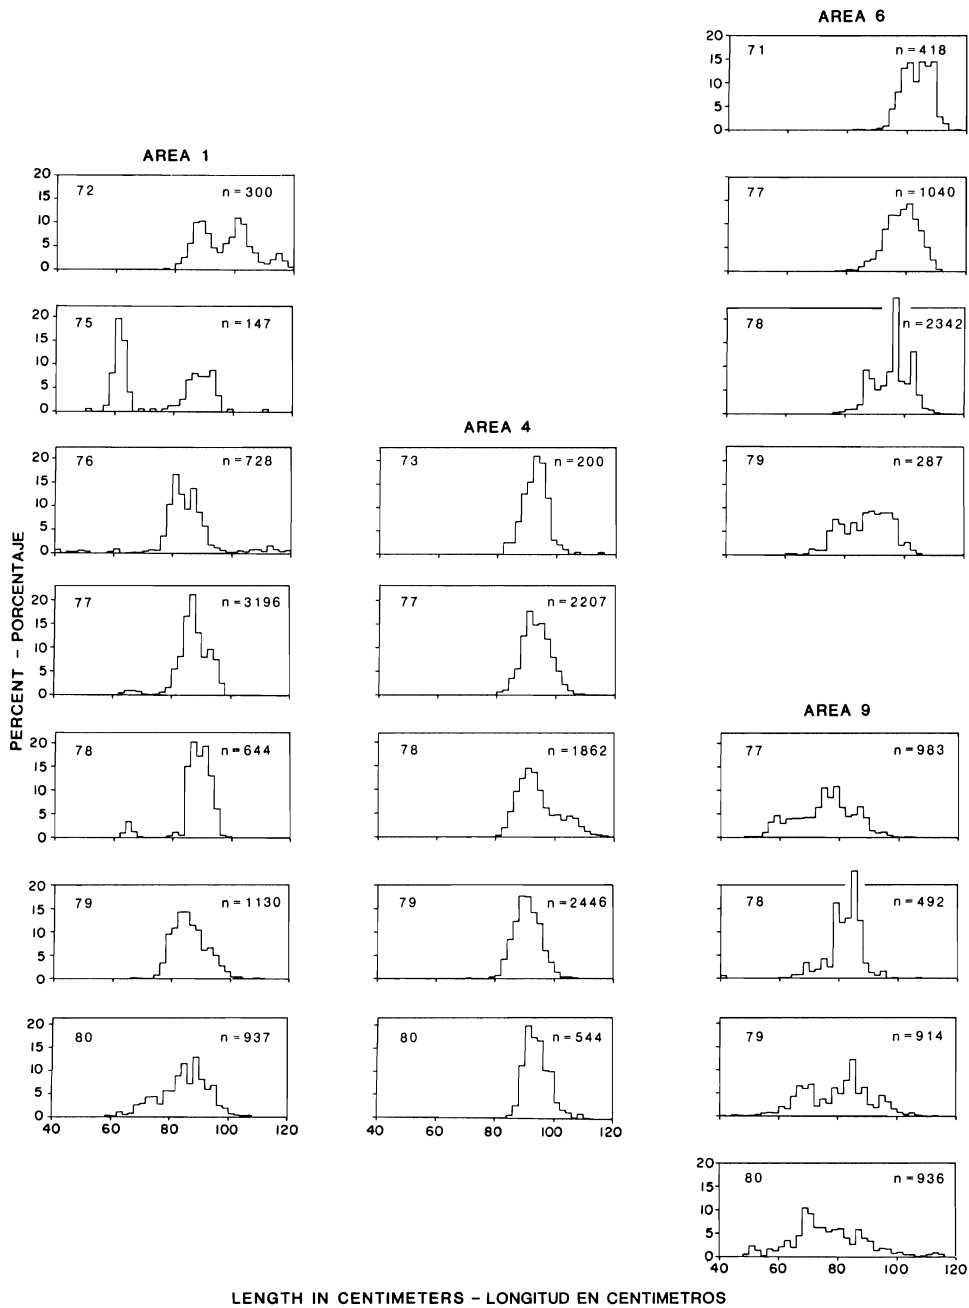 AREA 6
20
15
10
5
0
71
n=418
AREA 1
20
15
10
5
0
72
n=300
77
n=1040
20
15
10
5
0
75
n=147
78
n=2342
AREA 4
20
15
10
5
0
76
n=728
73
n=200
79
n=287
20
15
10
5
0
77
n=3196
77
n=2207
AREA 9
20
15
10
5
0
78
n=644
78
n=1862
20
15
10
5
0
77
n=983
20
15
10
5
0
79
n=1130
79
n=2446
78
n=492
20
15
10
5
0
80
n=937
40 60 80 100 120
80
n=544
40 60 80 100 120
79
n=914
20
15
10
5
0
80
n=936
40 60 80 100 120
PERCENT - PORCENTAJE
LENGTH IN CENTIMETERS - LONGITUD EN CENTIMETROS